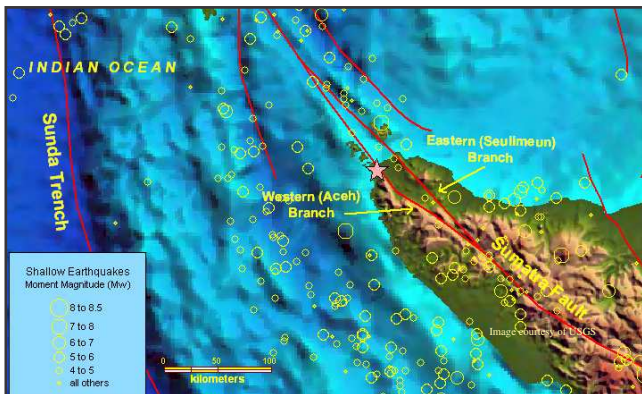 INDIAN OCEAN
Sunda Trench
Eastern (Seulimeun)
Branch
Western (Aceh)
Branch
Sumatra Fault
Image courtesy of USGS
Shallow Earthquakes
Moment Magnitude (Mw)
8 to 8.5
7 to 8
6 to 7
5 to 6
4 to 5
all others
0 50 100
kilometers